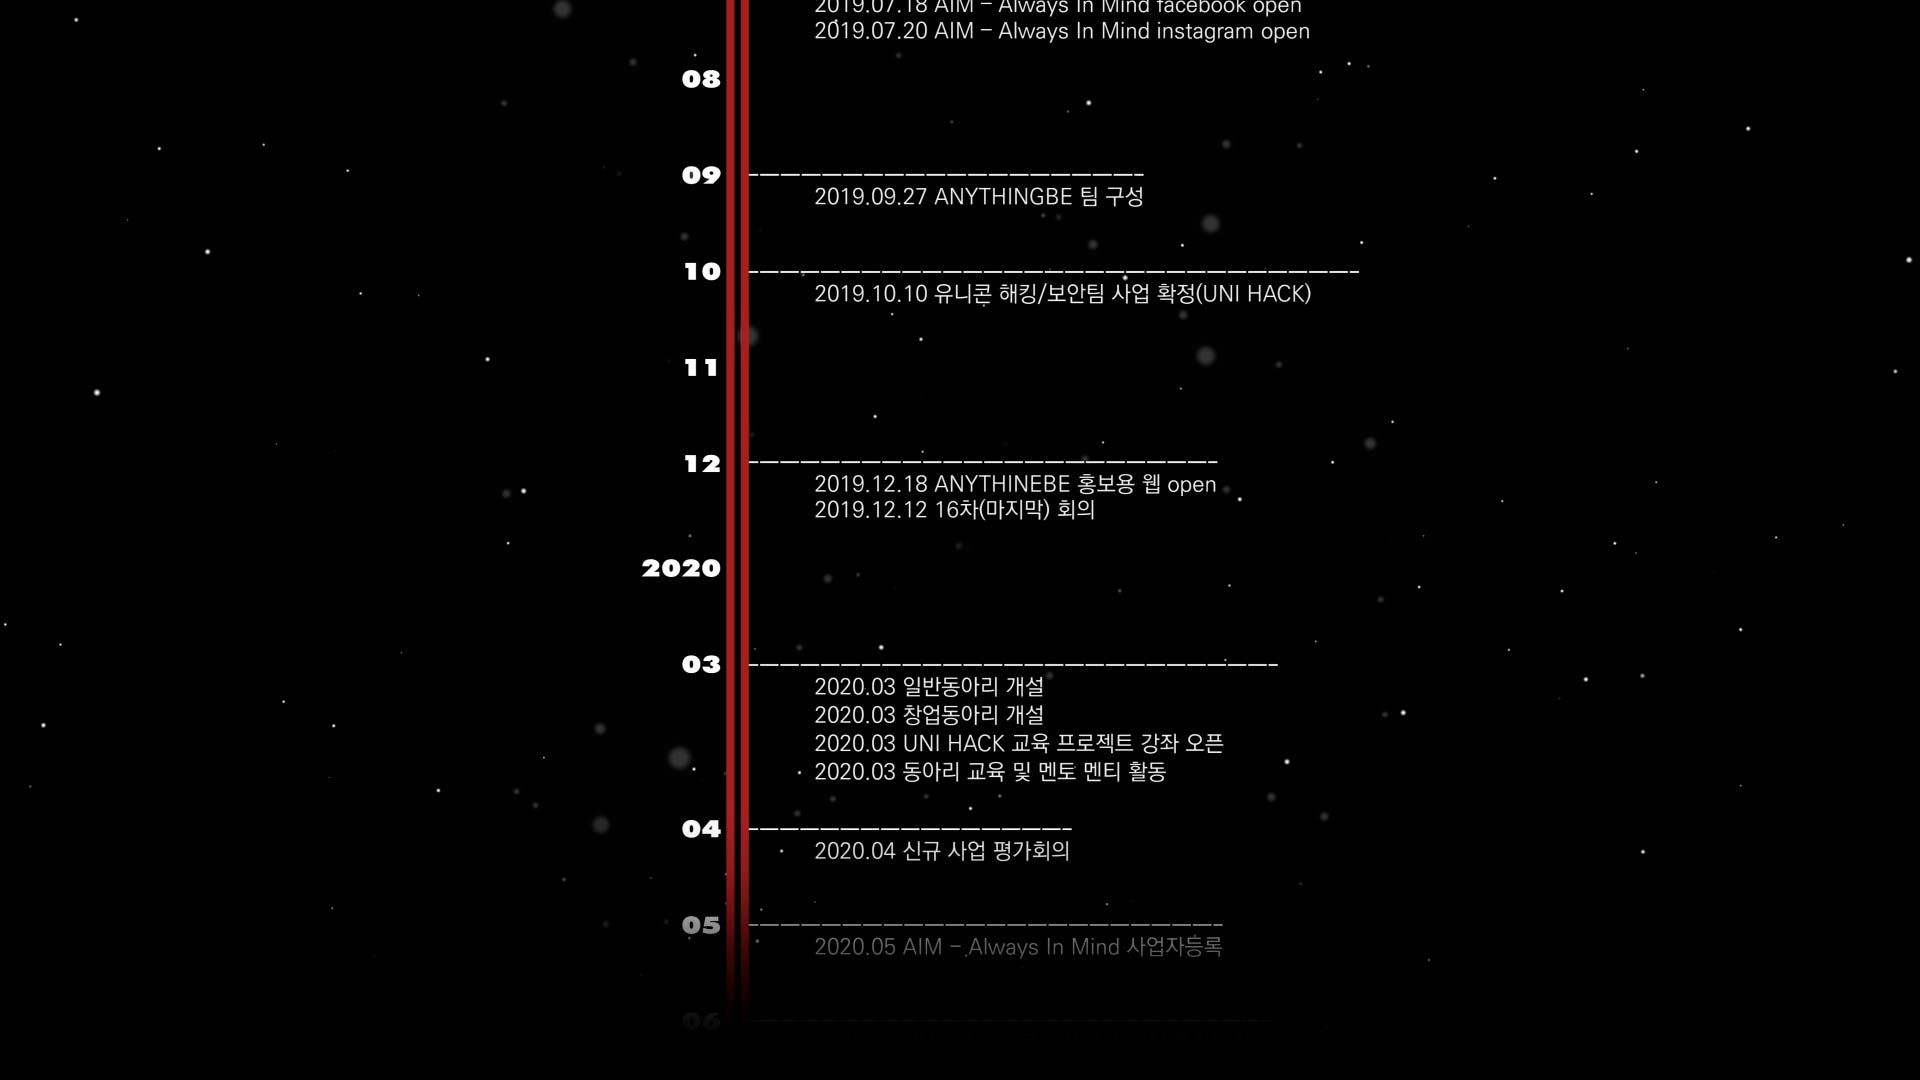 2019.07.18 AIM – Always In Mind facebook open
2019.07.20 AIM – Always In Mind instagram open
08
09
2019.09.27 ANYTHINGBE 팀 구성
10
2019.10.10 유니콘 해킹/보안팀 사업 확정(UNI HACK)
11
12
2019.12.18 ANYTHINEBE 홍보용 웹 open
2019.12.12 16차(마지막) 회의
2020
03
2020.03 일반동아리 개설
2020.03 창업동아리 개설
2020.03 UNI HACK 교육 프로젝트 강좌 오픈
2020.03 동아리 교육 및 멘토 멘티 활동
04
2020.04 신규 사업 평가회의
05
2020.05 AIM – Always In Mind 사업자등록
06